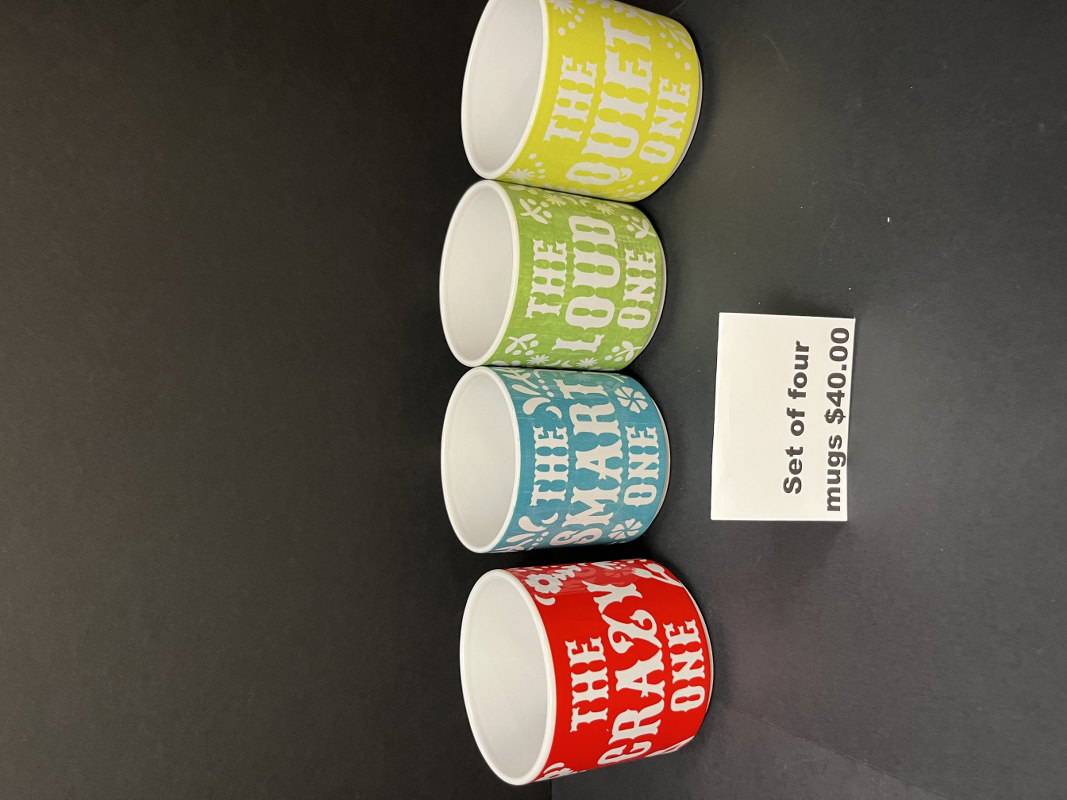 THE
CRAZY
ONE
THE
SMART
ONE
THE
LOUD
ONE
THE
QUIET
ONE
Set of four
mugs $40.00